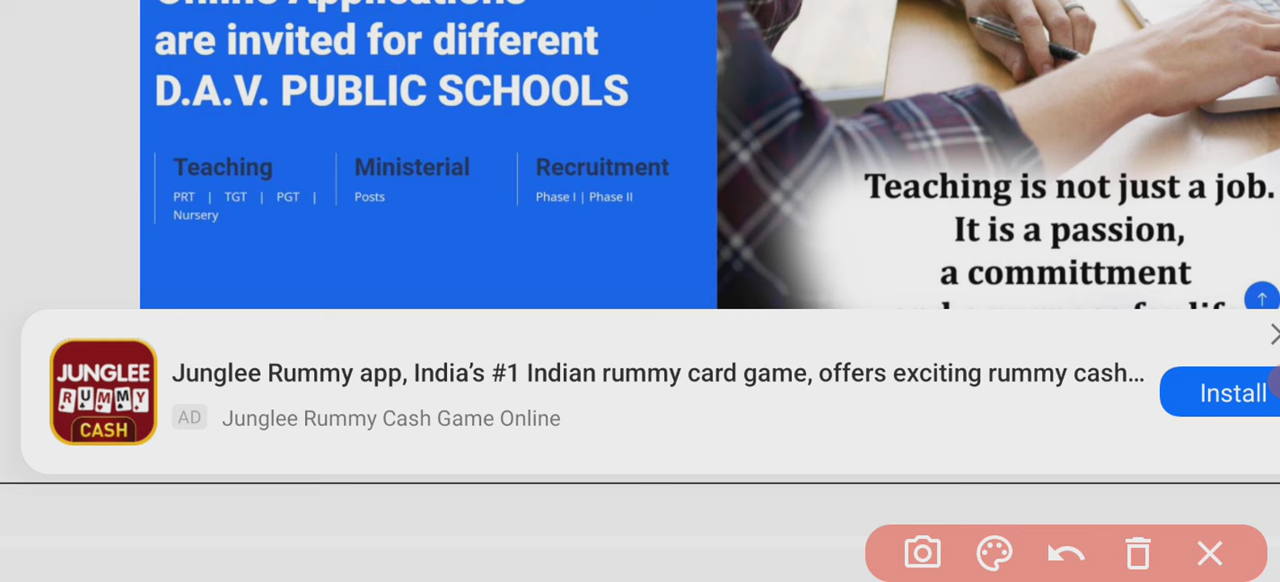 Online Applications
are invited for different
D.A.V. PUBLIC SCHOOLS
Teaching
PRT | TGT | PGT |
Nursery
Ministerial
Posts
Recruitment
Phase I | Phase II
Teaching is not just a job.
It is a passion,
a committment
JUNGLEE
RUMMY
CASH
Junglee Rummy app, India’s #1 Indian rummy card game, offers exciting rummy cash...
AD Junglee Rummy Cash Game Online
Install